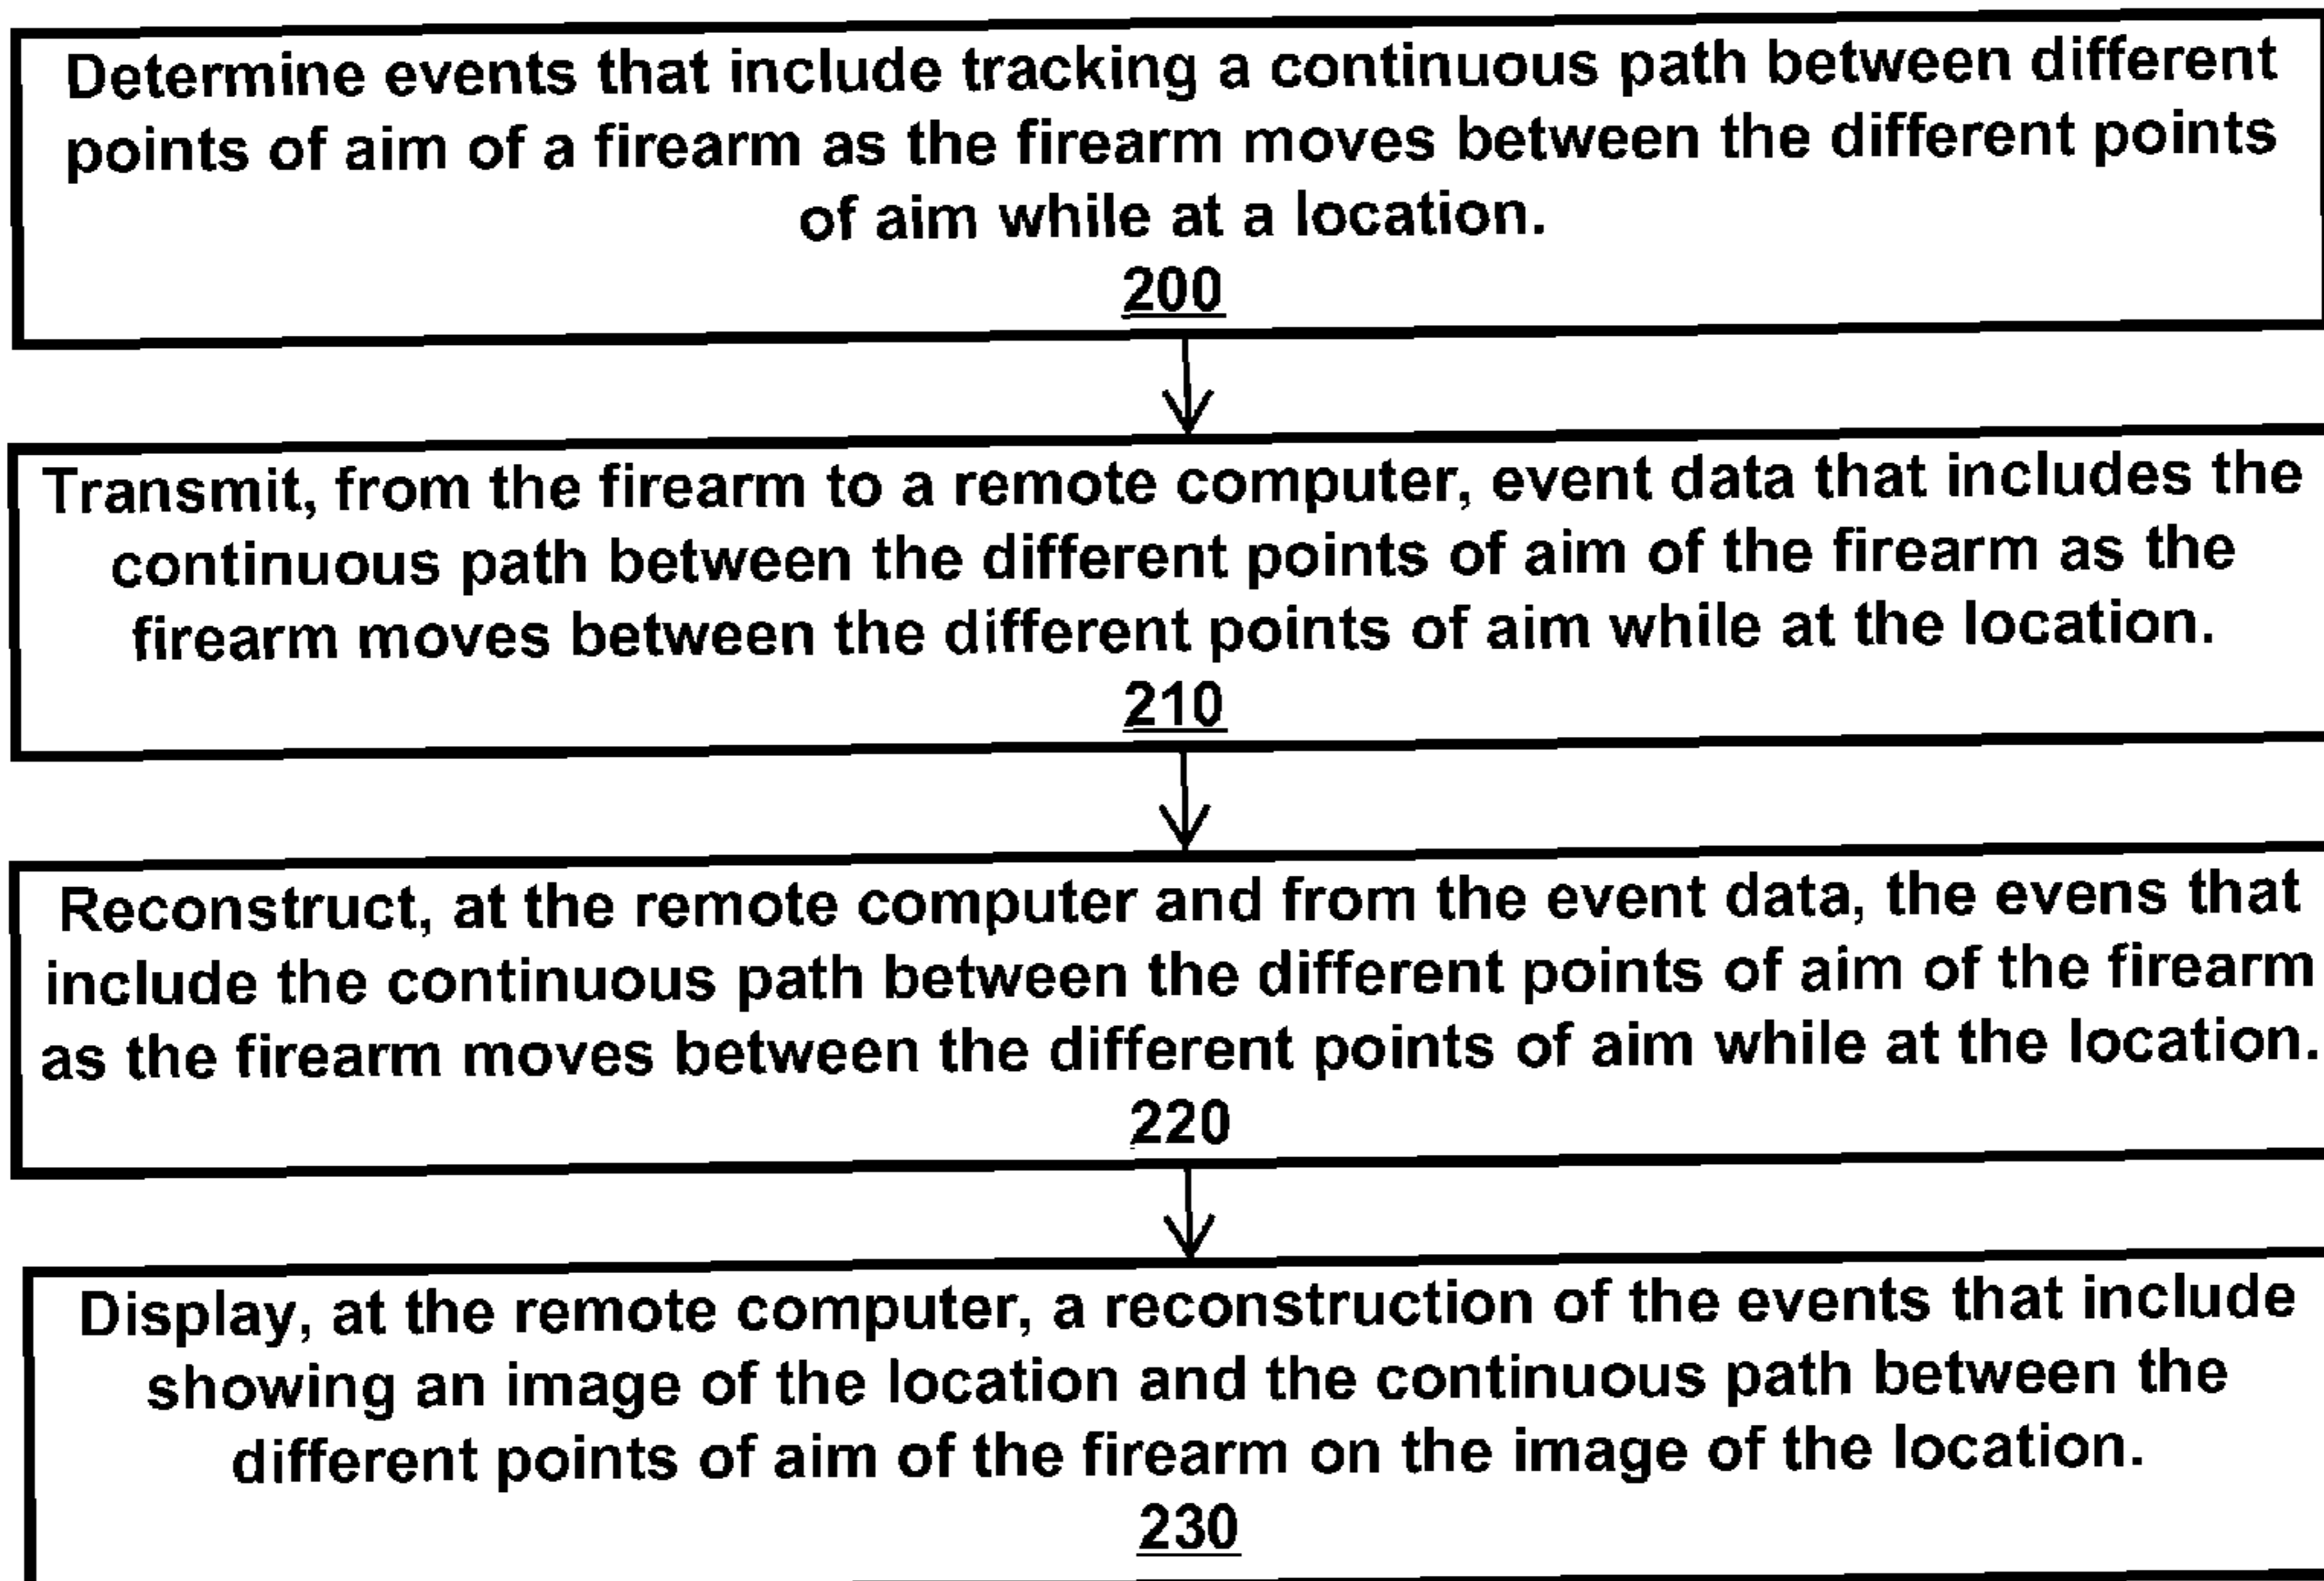 Determine events that include tracking a continuous path between different
points of aim of a firearm as the firearm moves between the different points
of aim while at a location.
200
Transmit, from the firearm to a remote computer, event data that includes the
continuous path between the different points of aim of the firearm as the
firearm moves between the different points of aim while at the location.
210
Reconstruct, at the remote computer and from the event data, the evens that
include the continuous path between the different points of aim of the firearm
as the firearm moves between the different points of aim while at the location.
220
Display, at the remote computer, a reconstruction of the events that include
showing an image of the location and the continuous path between the
different points of aim of the firearm on the image of the location.
230